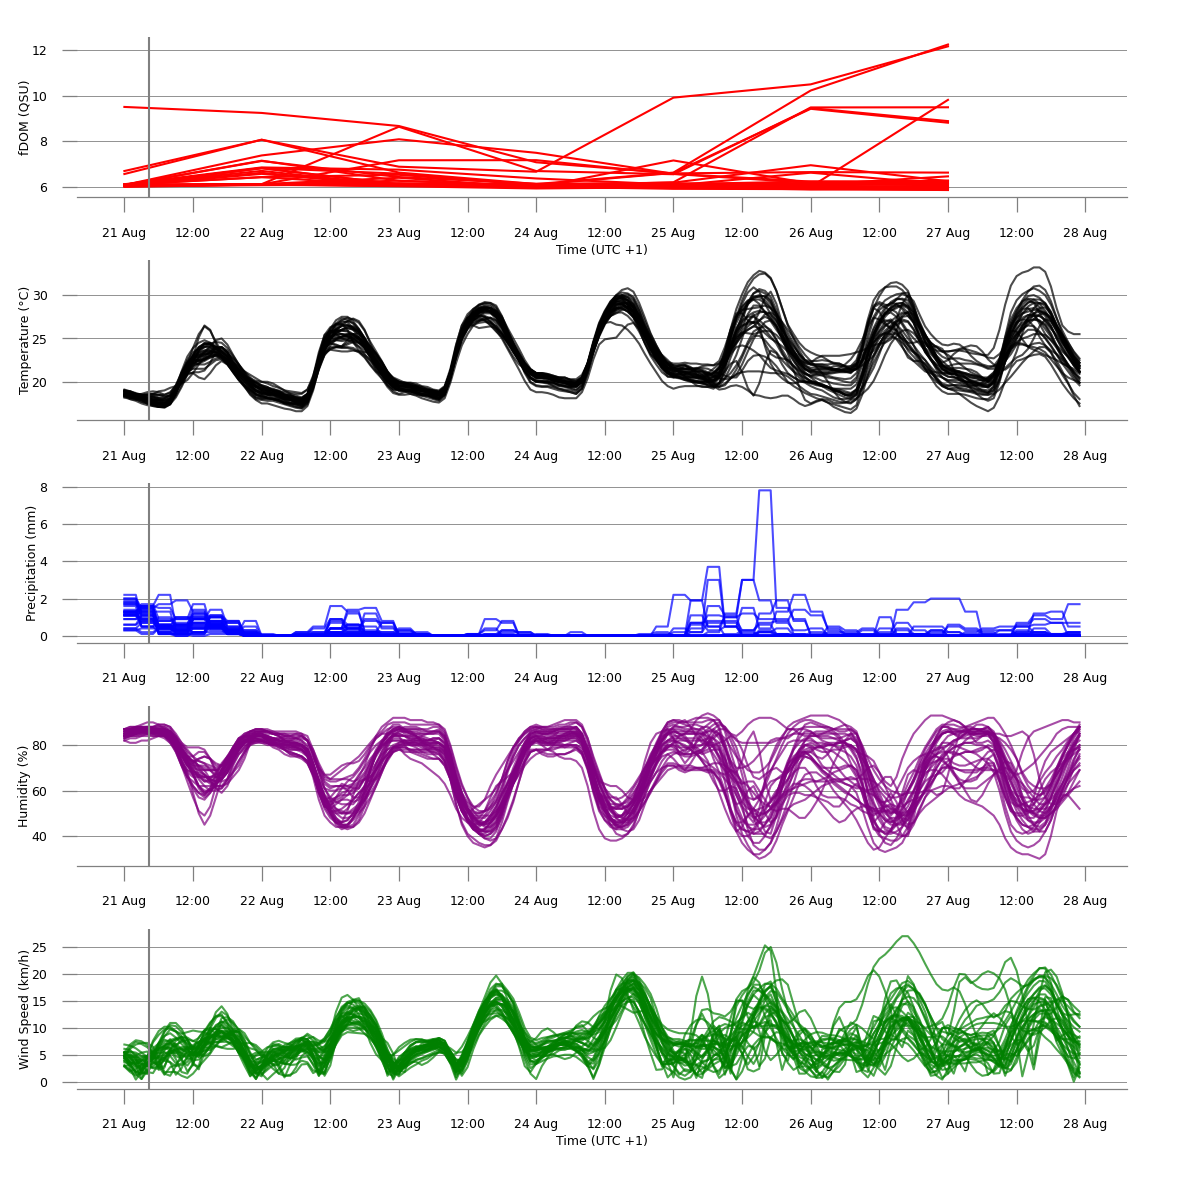 fDOM (QSU)
12
10
8
6
21 Aug 12:00 22 Aug 12:00 23 Aug 12:00 24 Aug 12:00 25 Aug 12:00 26 Aug 12:00 27 Aug 12:00 28 Aug
Time (UTC +1)
Temperature (°C)
30
25
20
21 Aug 12:00 22 Aug 12:00 23 Aug 12:00 24 Aug 12:00 25 Aug 12:00 26 Aug 12:00 27 Aug 12:00 28 Aug
Precipitation (mm)
8
6
4
2
0
21 Aug 12:00 22 Aug 12:00 23 Aug 12:00 24 Aug 12:00 25 Aug 12:00 26 Aug 12:00 27 Aug 12:00 28 Aug
Humidity (%)
80
60
40
21 Aug 12:00 22 Aug 12:00 23 Aug 12:00 24 Aug 12:00 25 Aug 12:00 26 Aug 12:00 27 Aug 12:00 28 Aug
Wind Speed (km/h)
25
20
15
10
5
0
21 Aug 12:00 22 Aug 12:00 23 Aug 12:00 24 Aug 12:00 25 Aug 12:00 26 Aug 12:00 27 Aug 12:00 28 Aug
Time (UTC +1)